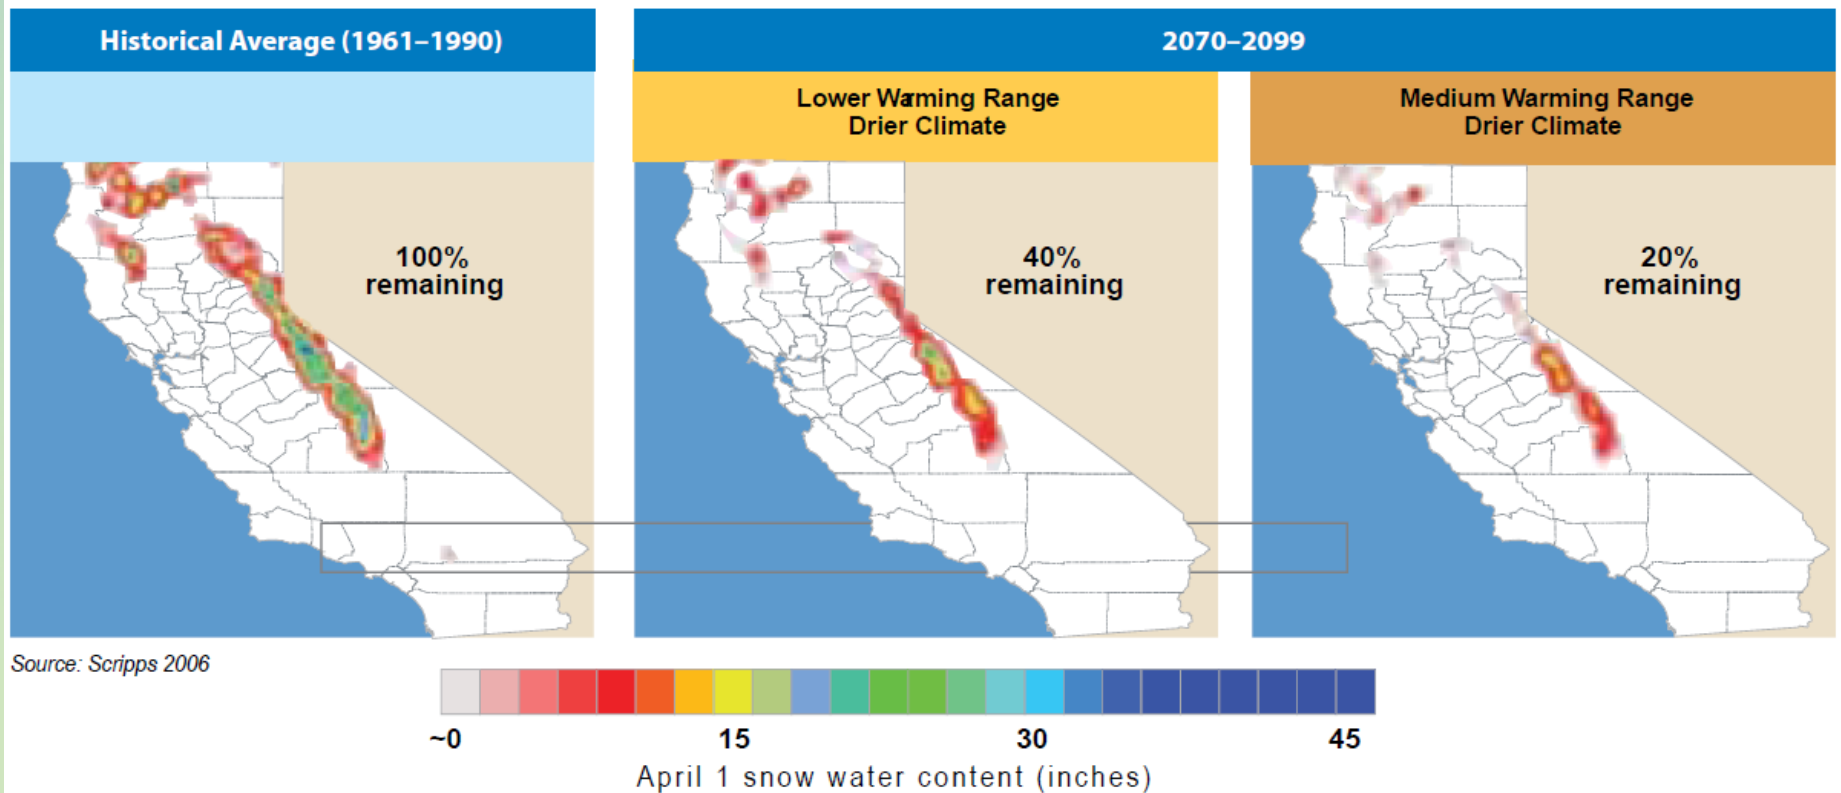 Historical Average (1961–1990)
2070–2099
Lower Warming Range
Drier Climate
Medium Warming Range
Drier Climate
100%
remaining
40%
remaining
20%
remaining
Source: Scripps 2006
~0
15
30
45
April 1 snow water content (inches)